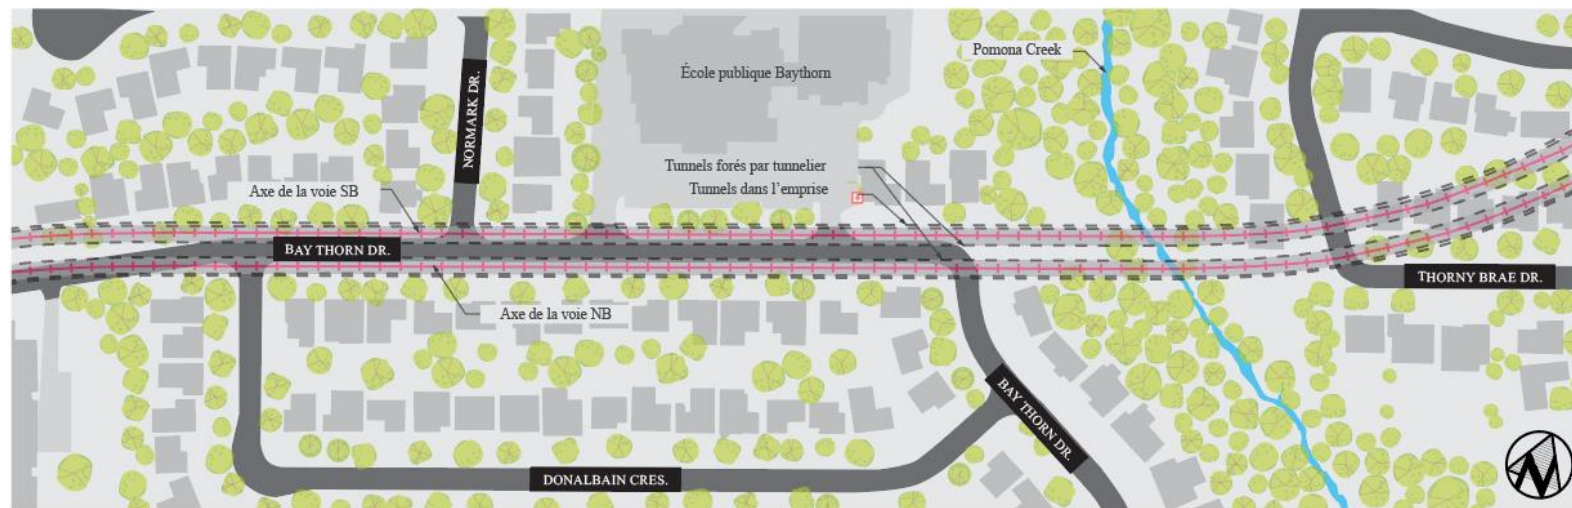 Pomona Creek
École publique Baythorn
NORMARK DR.
Tunnels forés par tunnelier
Tunnels dans l’emprise
Axe de la voie SB
BAY THORN DR.
THORNY BRAE DR.
Axe de la voie NB
BAY THORN DR.
DONALBAIN CRES.
N